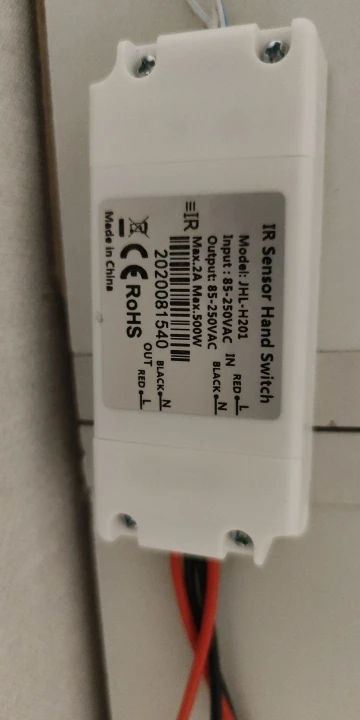 IR Sensor Hand Switch
Model: JHL-H201
Input : 85-250VAC
Output: 85-250VAC
Max.2A Max.500W
IN
RED L
BLACK N
IR
2020081540
OUT
BLACK N
RED L
CE RoHS
Made in China